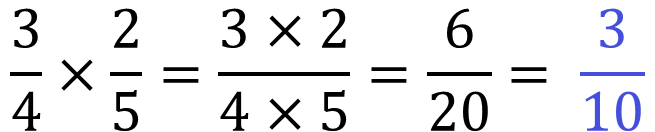 3/4 × 2/5 = (3 × 2)/(4 × 5) = 6/20 = 3/10